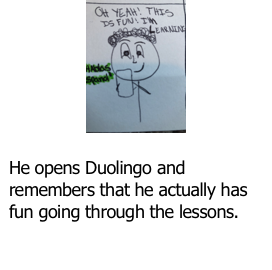 OH YEAH! THIS
IS FUN! I'M
LEARNING
He opens Duolingo and
remembers that he actually has
fun going through the lessons.